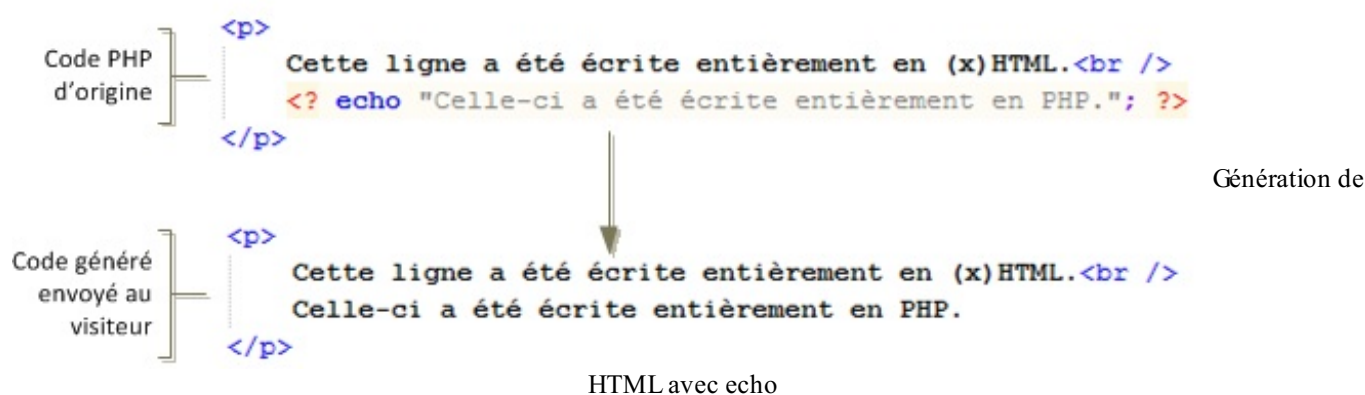 Code PHP
d'origine
<p>
Cette ligne a été écrite entièrement en (x)HTML.<br />
<? echo "Celle-ci a été écrite entièrement en PHP."; ?>
</p>
Génération de
Code généré
envoyé au
visiteur
<p>
Cette ligne a été écrite entièrement en (x)HTML.<br />
Celle-ci a été écrite entièrement en PHP.
</p>
HTML avec echo